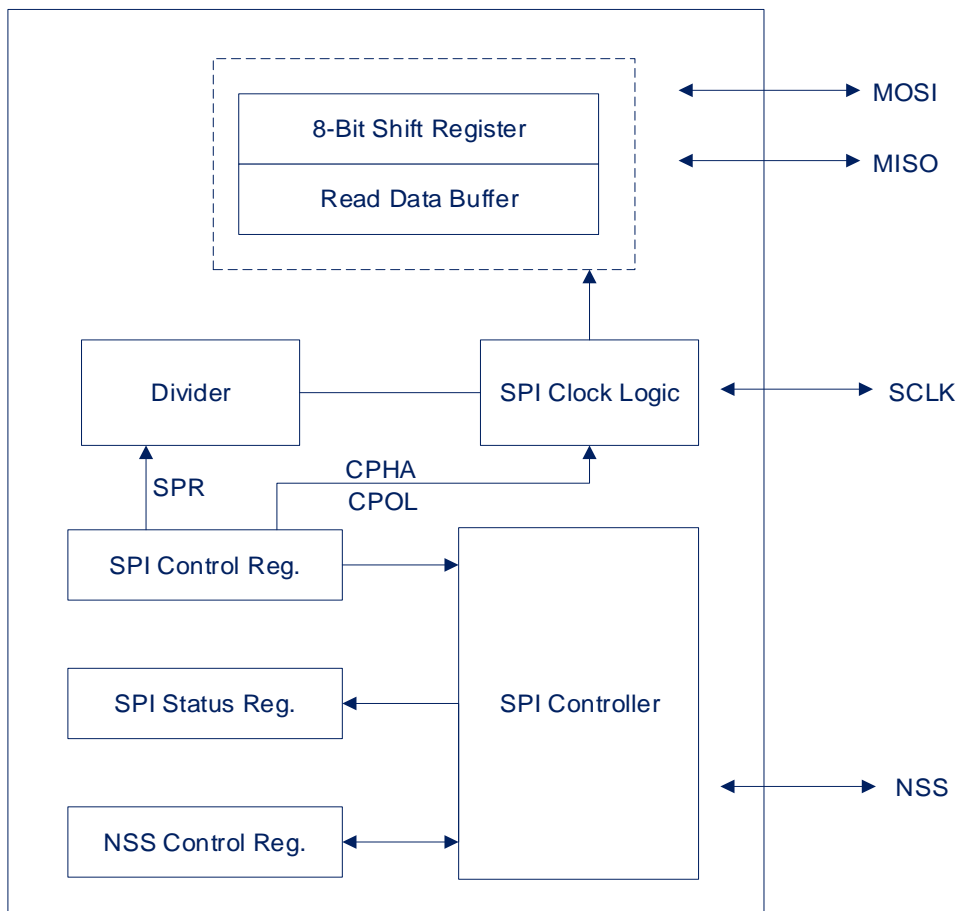 MOSI
8-Bit Shift Register
MISO
Read Data Buffer
Divider
SPI Clock Logic
SCLK
CPHA
SPR
CPOL
SPI Control Reg.
SPI Status Reg.
SPI Controller
NSS
NSS Control Reg.